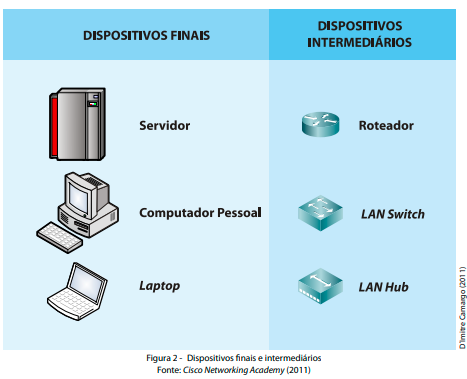 DISPOSITIVOS FINAIS
DISPOSITIVOS
INTERMEDIÁRIOS
Servidor
Roteador
Computador Pessoal
LAN Switch
Laptop
LAN Hub
D'Imitre Camargo (2011)
Figura 2 - Dispositivos finais e intermediários
Fonte: Cisco Networking Academy (2011)